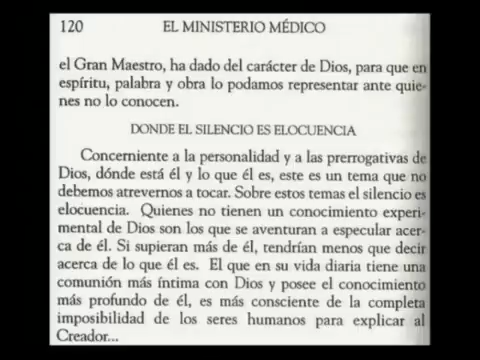 120 EL MINISTERIO MÉDICO
el Gran Maestro, ha dado del carácter de Dios, para que en
espíritu, palabra y obra lo podamos representar ante quie-
nes no lo conocen.
DONDE EL SILENCIO ES ELOCUENCIA
Concerniente a la personalidad y a las prerrogativas de
Dios, dónde está él y lo que él es, este es un tema que no
debemos atrevernos a tocar. Sobre estos temas el silencio es
elocuencia. Quienes no tienen un conocimiento experi-
mental de Dios son los que se aventuran a especular acer-
ca de él. Si supieran más de él, tendrían menos que decir
acerca de lo que él es. El que en su vida diaria tiene una
comunión más íntima con Dios y posee el conocimiento
más profundo de él, es más consciente de la completa
imposibilidad de los seres humanos para explicar al
Creador...